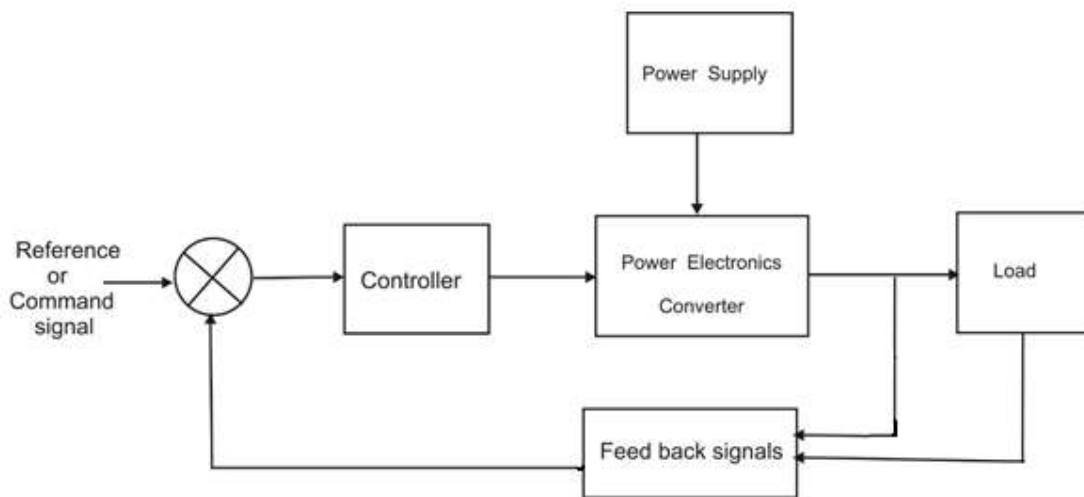 Power Supply
Reference
or
Command
signal
Controller
Power Electronics
Converter
Load
Feed back signals